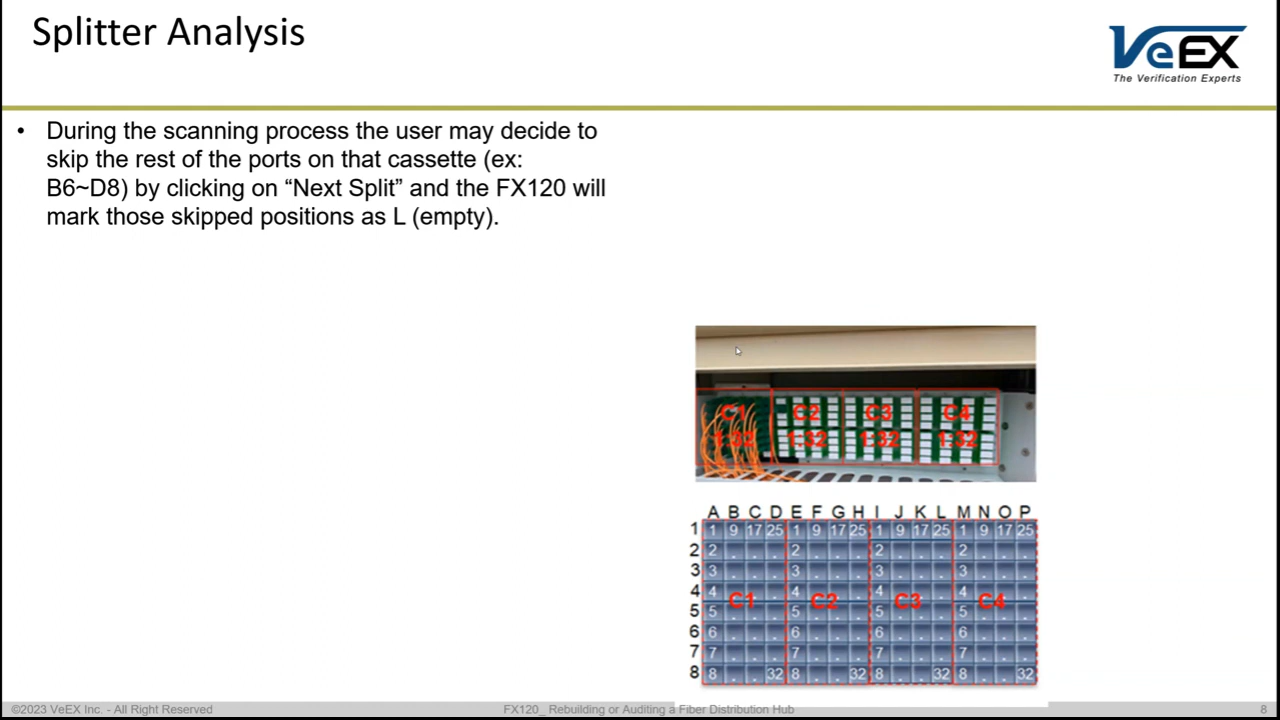 Splitter Analysis
VeEX
The Verification Experts
• During the scanning process the user may decide to
skip the rest of the ports on that cassette (ex:
B6~D8) by clicking on “Next Split” and the FX120 will
mark those skipped positions as L (empty).
C1 C2 C3 C4
1:32 1:32 1:32 1:32
A B C D E F G H I J K L M N O P
1 1 9 17 25 1 9 17 25 1 9 17 25 1 9 17 25
2 2 . . . 2 . . . 2 . . . 2 . . .
3 3 . . . 3 . . . 3 . . . 3 . . .
4 4 . . . 4 . . . 4 . . . 4 . . .
C1 C2 C3 C4
5 5 . . . 5 . . . 5 . . . 5 . . .
6 6 . . . 6 . . . 6 . . . 6 . . .
7 7 . . . 7 . . . 7 . . . 7 . . .
8 8 . . 32 8 . . 32 8 . . 32 8 . . 32
©2023 VeEX Inc. - All Right Reserved
FX120_ Rebuilding or Auditing a Fiber Distribution Hub
8